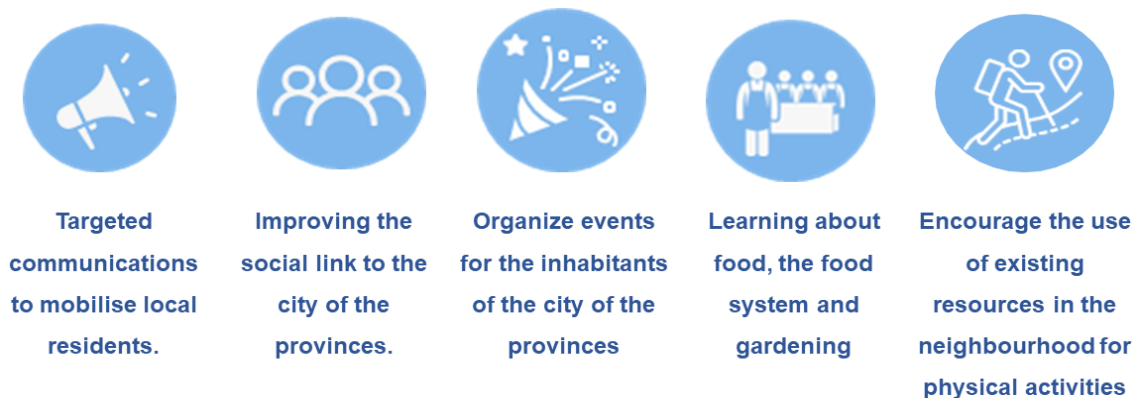 Targeted
communications
to mobilise local
residents.
Improving the
social link to the
city of the
provinces.
Organize events
for the inhabitants
of the city of the
provinces
Learning about
food, the food
system and
gardening
Encourage the use
of existing
resources in the
neighbourhood for
physical activities